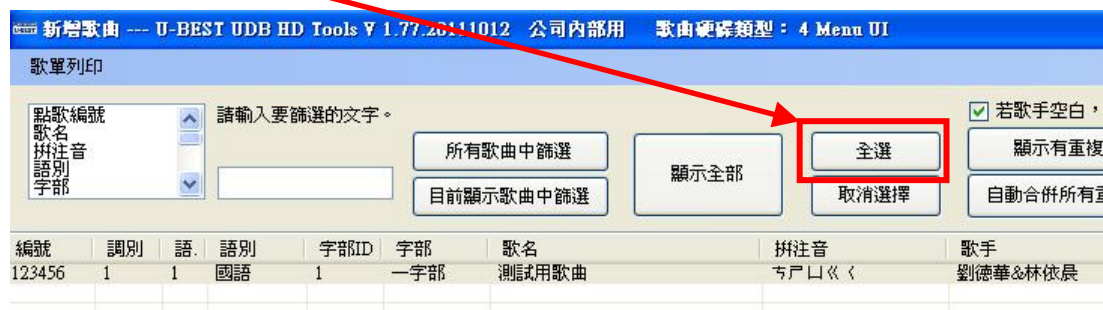 新增歌曲 --- U-BEST UDB HD Tools V 1.77.20111012 公司內部用 歌曲硬碟類型：4 Menu UI
歌單列印
點歌編號
歌名
拼注音
語別
字部
請輸入要篩選的文字。
所有歌曲中篩選
目前顯示歌曲中篩選
顯示全部
全選
取消選擇
若歌手空白，
顯示有重複
自動合併所有重
編號 調別 語. 語別 字部ID 字部 歌名 拼注音 歌手
123456 1 1 國語 1 一字部 測試用歌曲 ㄘㄕㄩㄍㄑ 劉德華&林依晨